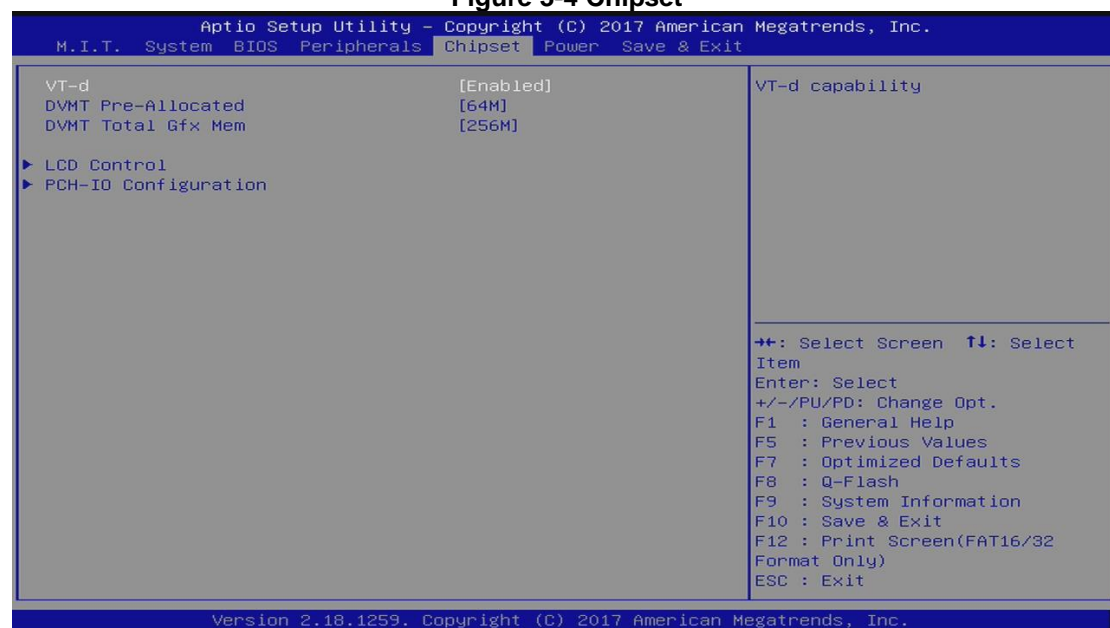 Aptio Setup Utility – Copyright (C) 2017 American Megatrends, Inc.
M.I.T. System BIOS Peripherals Chipset Power Save & Exit
VT-d [Enabled]
DVMT Pre-Allocated [64M]
DVMT Total Gfx Mem [256M]
▶ LCD Control
▶ PCH-IO Configuration
VT-d capability
→←: Select Screen ↑↓: Select
Item
Enter: Select
+/-/PU/PD: Change Opt.
F1 : General Help
F5 : Previous Values
F7 : Optimized Defaults
F8 : Q-Flash
F9 : System Information
F10 : Save & Exit
F12 : Print Screen(FAT16/32
Format Only)
ESC : Exit
Version 2.18.1259. Copyright (C) 2017 American Megatrends, Inc.